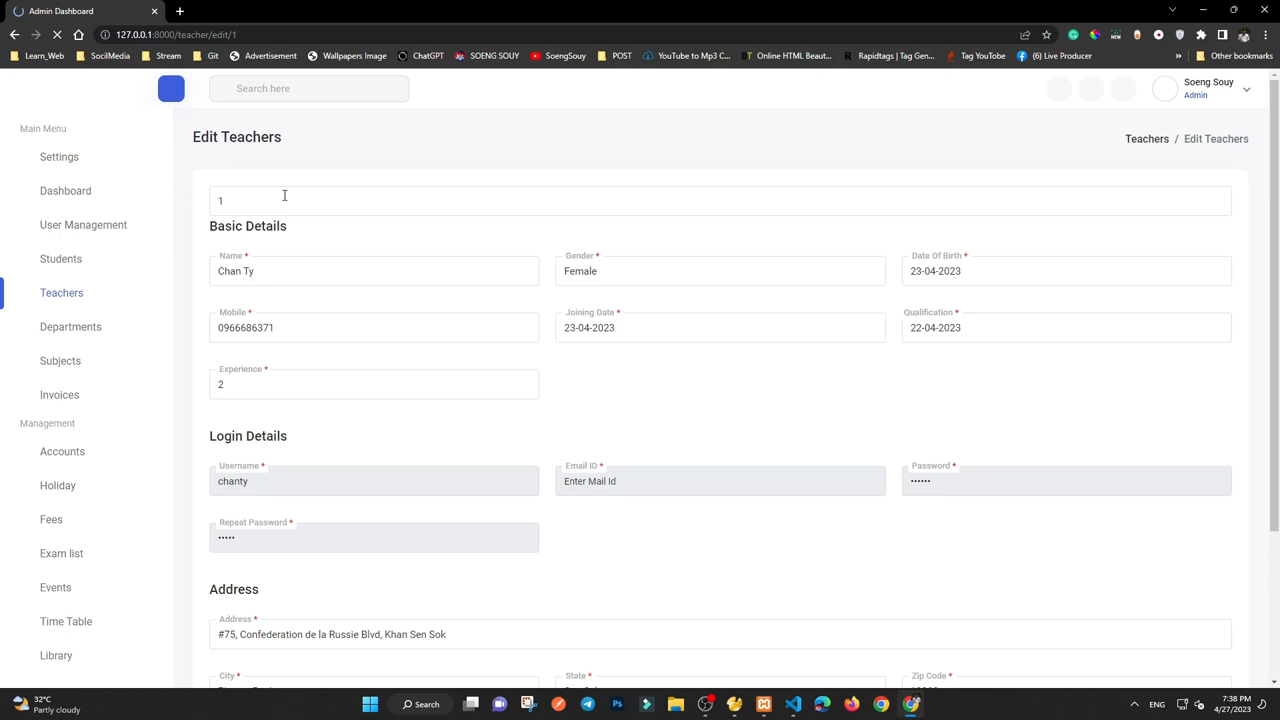 Admin Dashboard
127.0.0.1:8000/teacher/edit/1
Learn_Web SocilMedia Stream Git Advertisement Wallpapers Image ChatGPT SOENG SOUY SoengSouy POST YouTube to Mp3 C... Online HTML Beautif... Rapidtags | Tag Gen... Tag YouTube (6) Live Producer » Other bookmarks
Search here
Soeng Souy
Admin
Main Menu
Settings
Dashboard
User Management
Students
Teachers
Departments
Subjects
Invoices
Management
Accounts
Holiday
Fees
Exam list
Events
Time Table
Library
Edit Teachers
Teachers / Edit Teachers
1
Basic Details
Name * Gender * Date Of Birth *
Chan Ty Female 23-04-2023
Mobile * Joining Date * Qualification *
0966686371 23-04-2023 22-04-2023
Experience *
2
Login Details
Username * Email ID * Password *
chanty Enter Mail Id ••••••
Repeat Password *
•••••
Address
Address *
#75, Confederation de la Russie Blvd, Khan Sen Sok
City * State * Zip Code *
32°C
Partly cloudy
Search
ENG
7:38 PM
4/27/2023